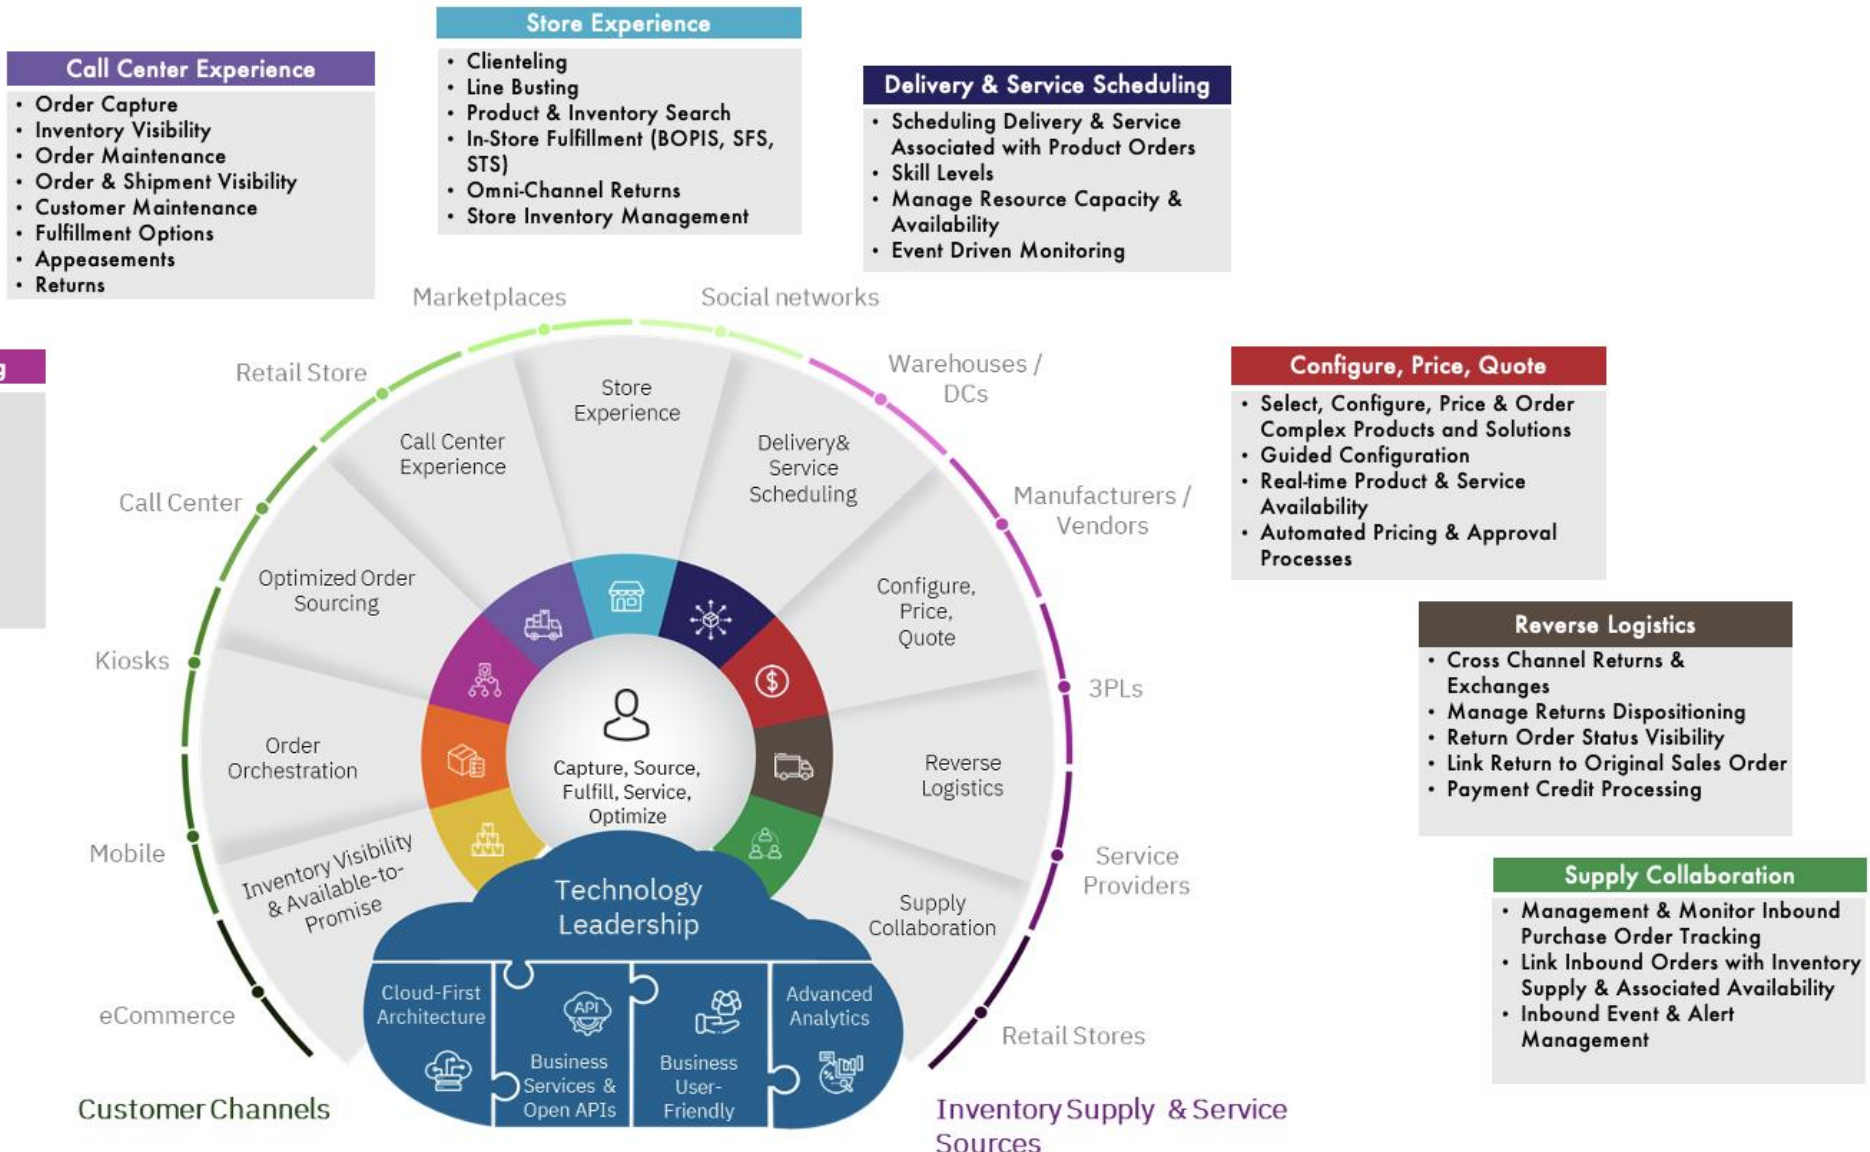 Store Experience
• Clienteling
• Line Busting
• Product & Inventory Search
• In-Store Fulfillment (BOPIS, SFS,
STS)
• Omni-Channel Returns
• Store Inventory Management
Call Center Experience
• Order Capture
• Inventory Visibility
• Order Maintenance
• Order & Shipment Visibility
• Customer Maintenance
• Fulfillment Options
• Appeasements
• Returns
Delivery & Service Scheduling
• Scheduling Delivery & Service
Associated with Product Orders
• Skill Levels
• Manage Resource Capacity &
Availability
• Event Driven Monitoring
g
Configure, Price, Quote
• Select, Configure, Price & Order
Complex Products and Solutions
• Guided Configuration
• Real-time Product & Service
Availability
• Automated Pricing & Approval
Processes
Reverse Logistics
• Cross Channel Returns &
Exchanges
• Manage Returns Dispositioning
• Return Order Status Visibility
• Link Return to Original Sales Order
• Payment Credit Processing
Supply Collaboration
• Management & Monitor Inbound
Purchase Order Tracking
• Link Inbound Orders with Inventory
Supply & Associated Availability
• Inbound Event & Alert
Management
Marketplaces
Social networks
Retail Store
Warehouses /
DCs
Call Center
Manufacturers /
Vendors
Kiosks
3PLs
Mobile
Service
Providers
eCommerce
Retail Stores
Customer Channels
Inventory Supply & Service
Sources
Store
Experience
Call Center
Experience
Delivery&
Service
Scheduling
Optimized Order
Sourcing
Configure,
Price,
Quote
Order
Orchestration
Reverse
Logistics
Inventory Visibility
& Available-to-
Promise
Supply
Collaboration
$
Capture, Source,
Fulfill, Service,
Optimize
Technology
Leadership
Cloud-First
Architecture
API
Business
Services &
Open APIs
Business
User-
Friendly
Advanced
Analytics